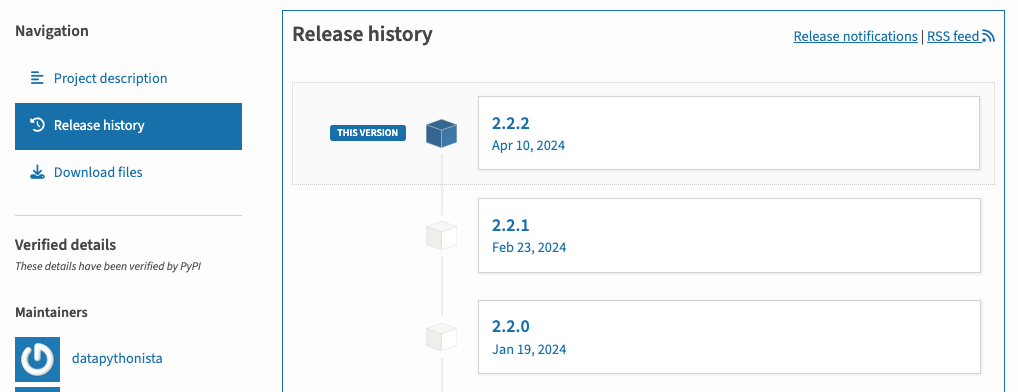 Navigation
Project description
Release history
Download files
Verified details
These details have been verified by PyPI
Maintainers
datapythonista
Release history
Release notifications | RSS feed
THIS VERSION
2.2.2
Apr 10, 2024
2.2.1
Feb 23, 2024
2.2.0
Jan 19, 2024